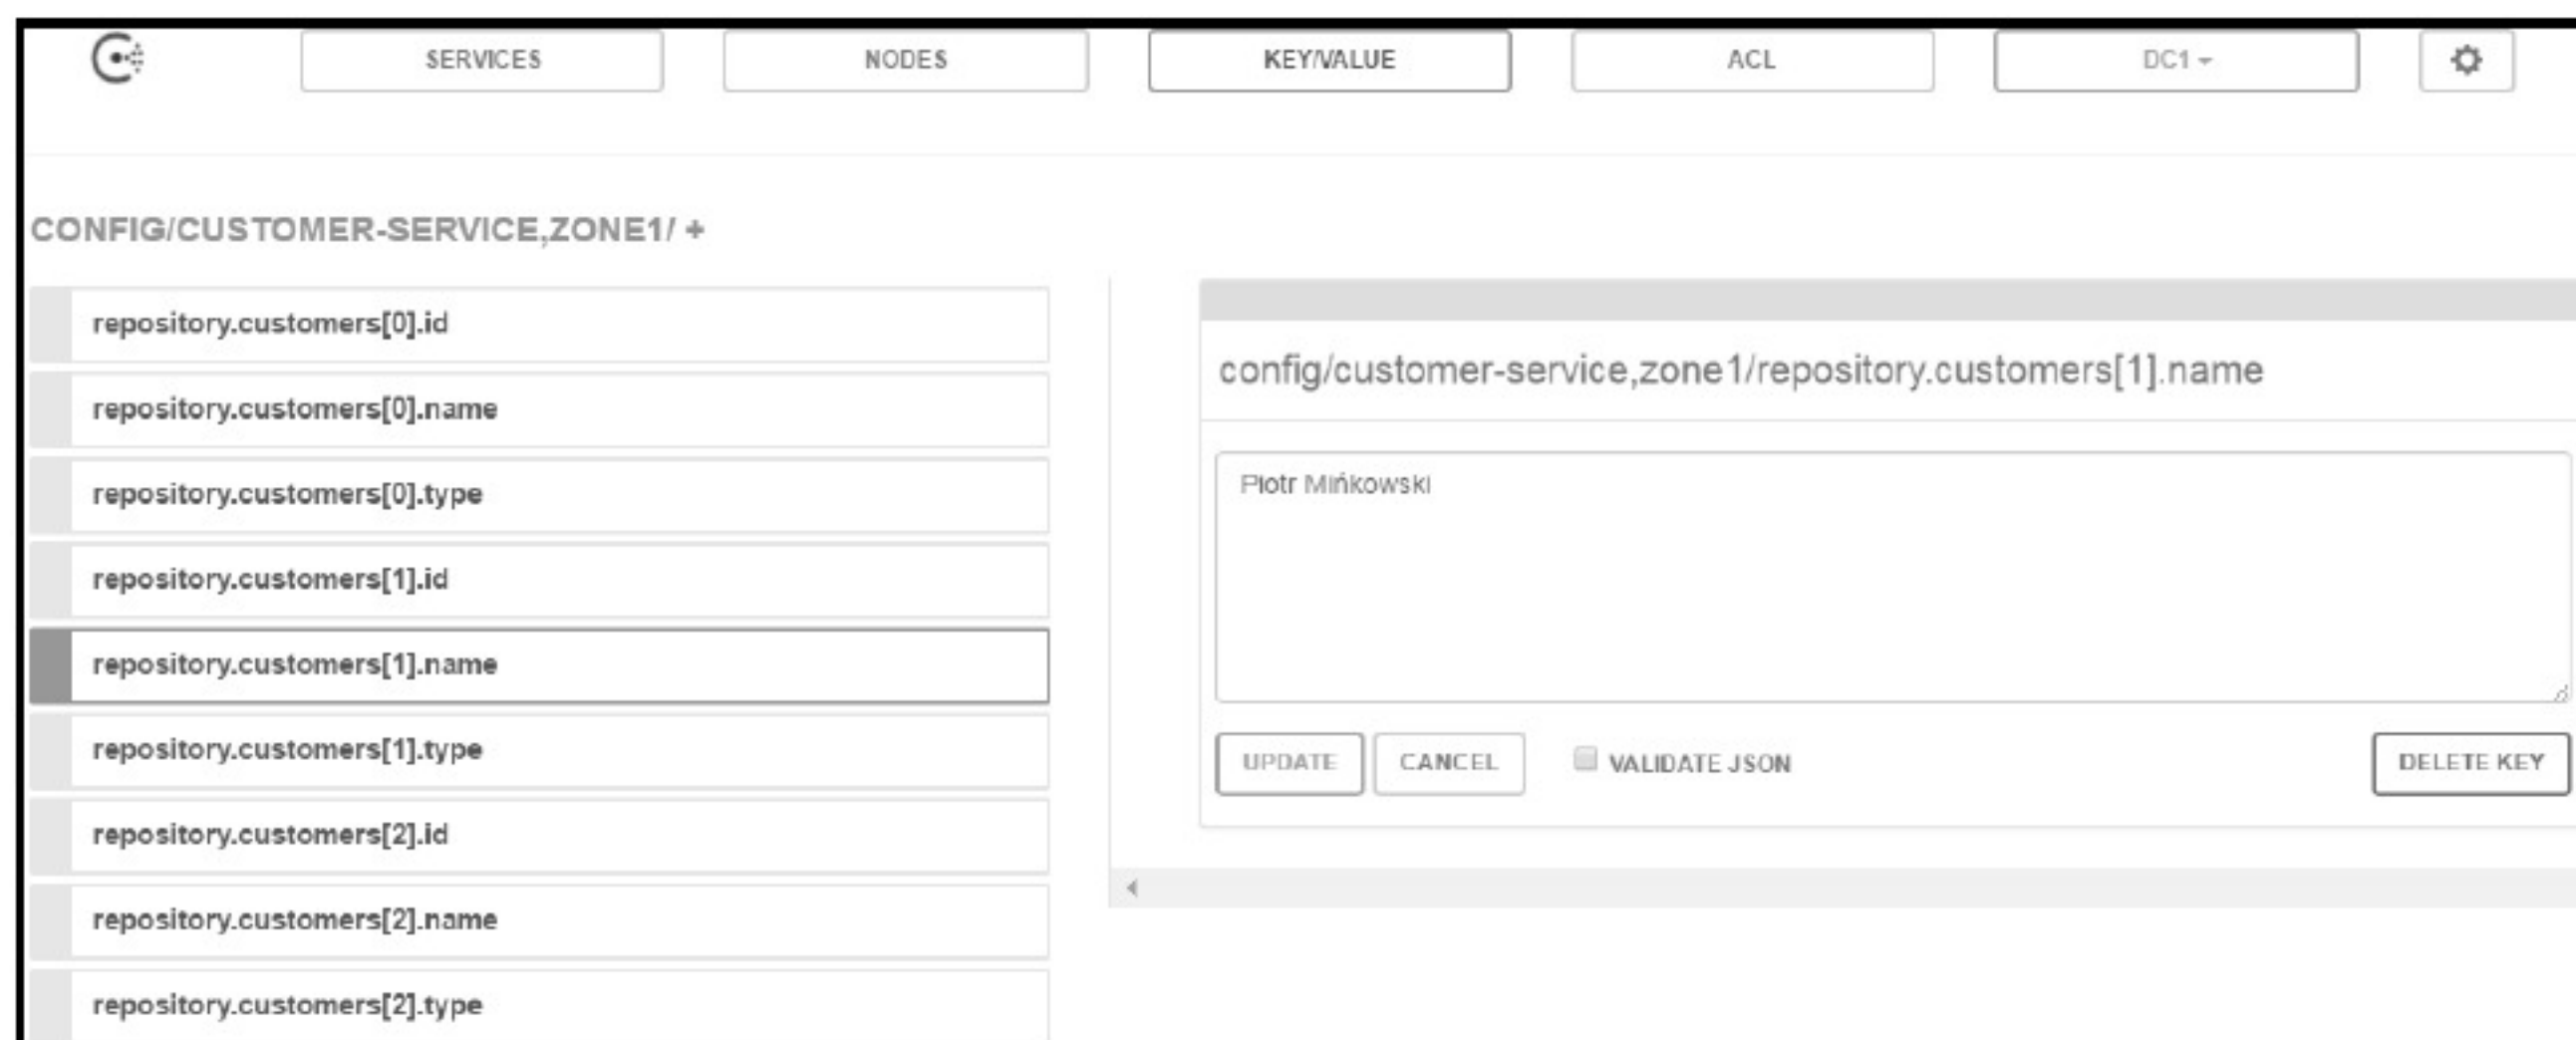 SERVICES NODES KEY/VALUE ACL DC1
CONFIG/CUSTOMER-SERVICE,ZONE1/ +
repository.customers[0].id
repository.customers[0].name
repository.customers[0].type
repository.customers[1].id
repository.customers[1].name
repository.customers[1].type
repository.customers[2].id
repository.customers[2].name
repository.customers[2].type
config/customer-service,zone1/repository.customers[1].name
Piotr Mińkowski
UPDATE CANCEL VALIDATE JSON DELETE KEY